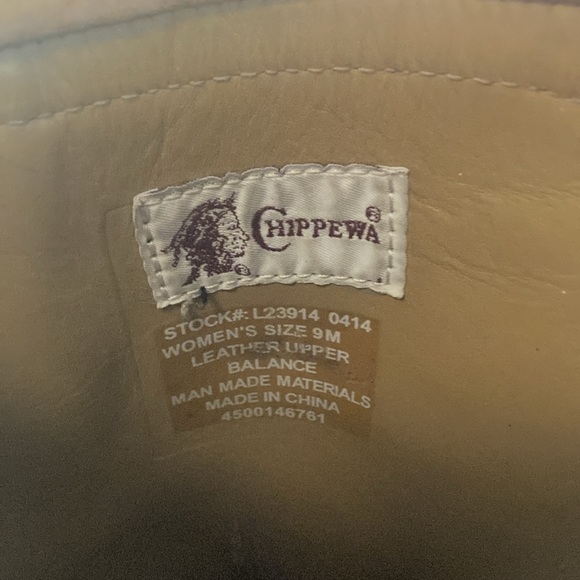 CHIPPEWA ®
STOCK#: L23914 0414
WOMEN'S SIZE 9M
LEATHER UPPER
BALANCE
MAN MADE MATERIALS
MADE IN CHINA
4500146761